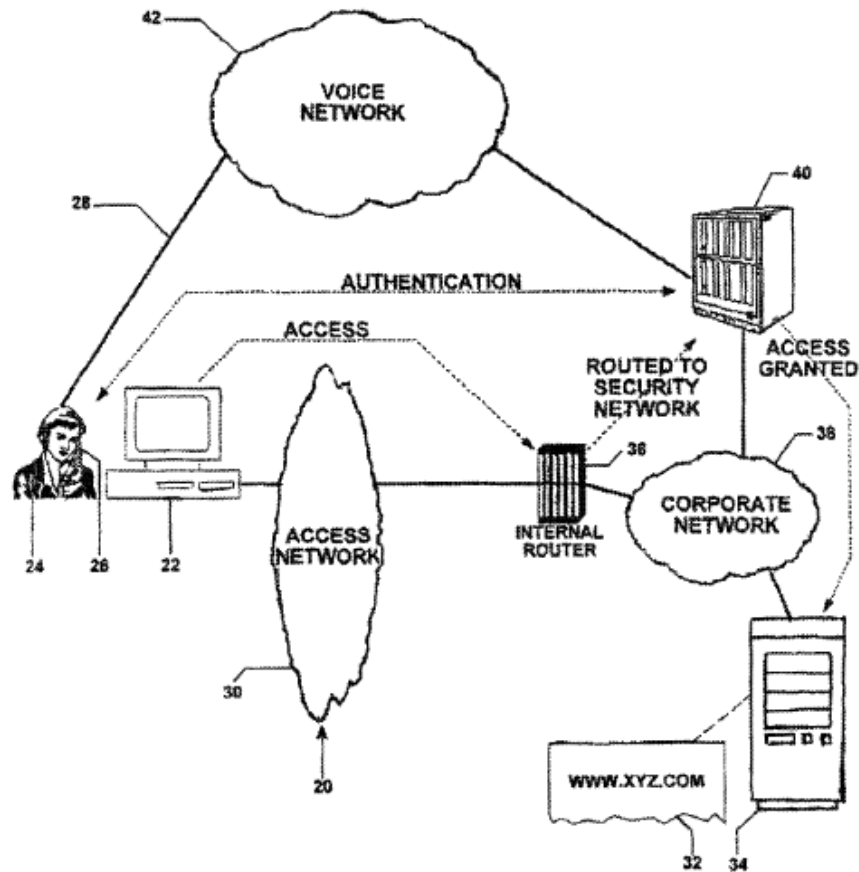 42
VOICE
NETWORK
40
28
AUTHENTICATION
ACCESS
ROUTED TO
SECURITY
NETWORK
ACCESS
GRANTED
36
38
CORPORATE
NETWORK
INTERNAL
ROUTER
ACCESS
NETWORK
24
26
22
30
20
WWW.XYZ.COM
32
34